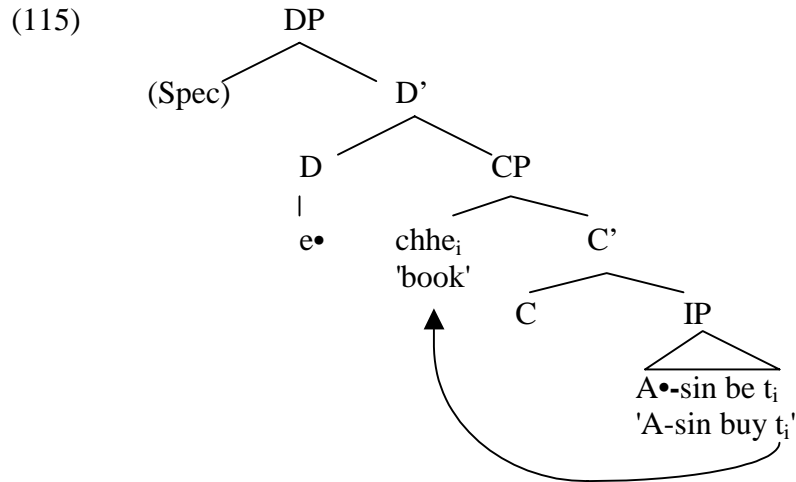 (115) DP
(Spec) D’
D CP
e• chheᵢ C’
'book'
C IP
A•-sin be tᵢ
'A-sin buy tᵢ'